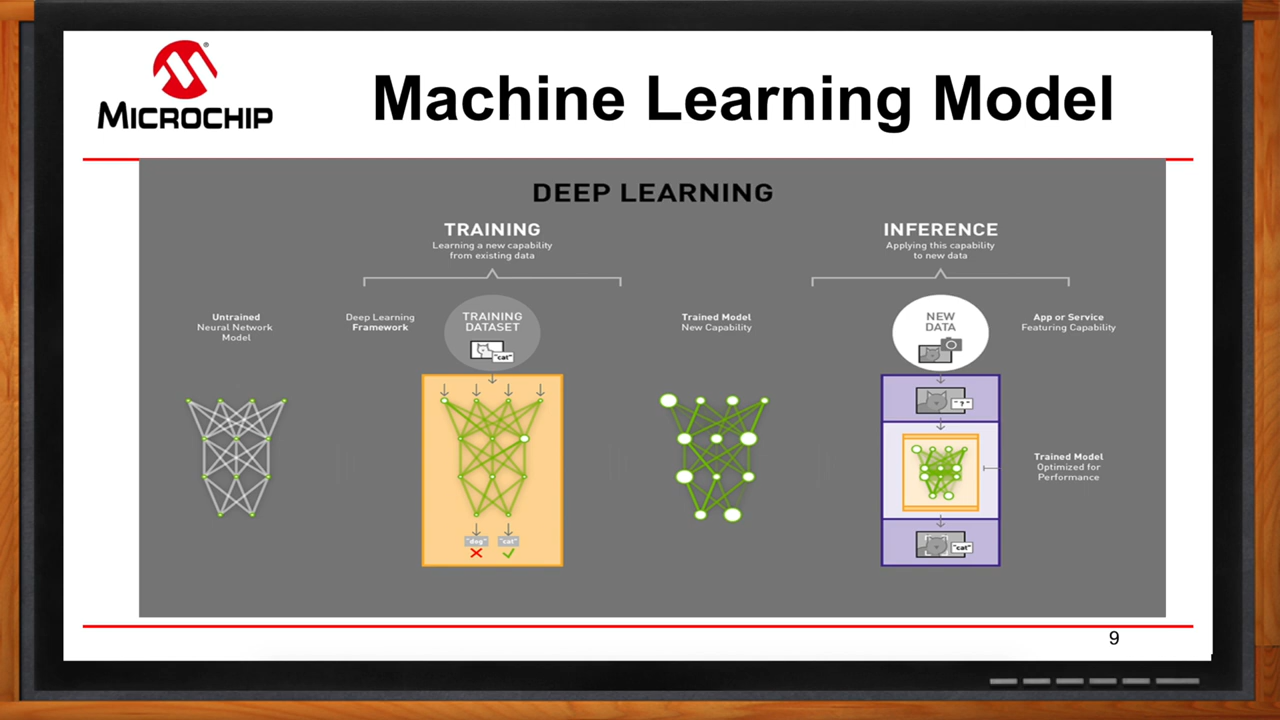 MICROCHIP
Machine Learning Model
DEEP LEARNING
TRAINING
Learning a new capability
from existing data
INFERENCE
Applying this capability
to new data
Untrained
Neural Network
Model
Deep Learning
Framework
TRAINING
DATASET
"cat"
Trained Model
New Capability
NEW
DATA
App or Service
Featuring Capability
"?"
Trained Model
Optimized for
Performance
"dog"
"cat"
"cat"
9